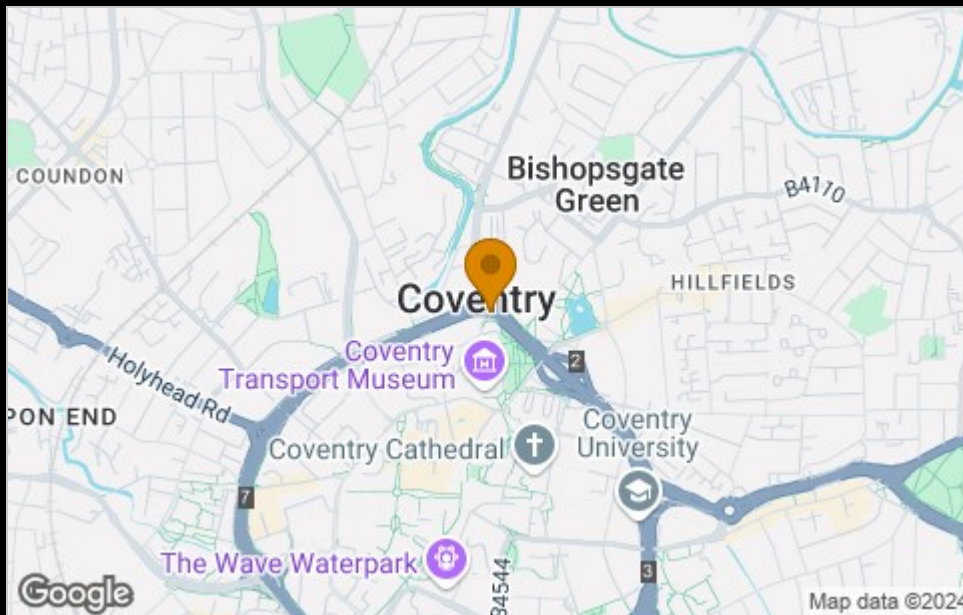 Bishopsgate
Green
COUNDON
B4110
HILLFIELDS
Coventry
2
Coventry
Transport Museum
Holyhead Rd
PON END
Coventry Cathedral
Coventry
University
7
The Wave Waterpark
3
B4544
Google
Map data ©2024